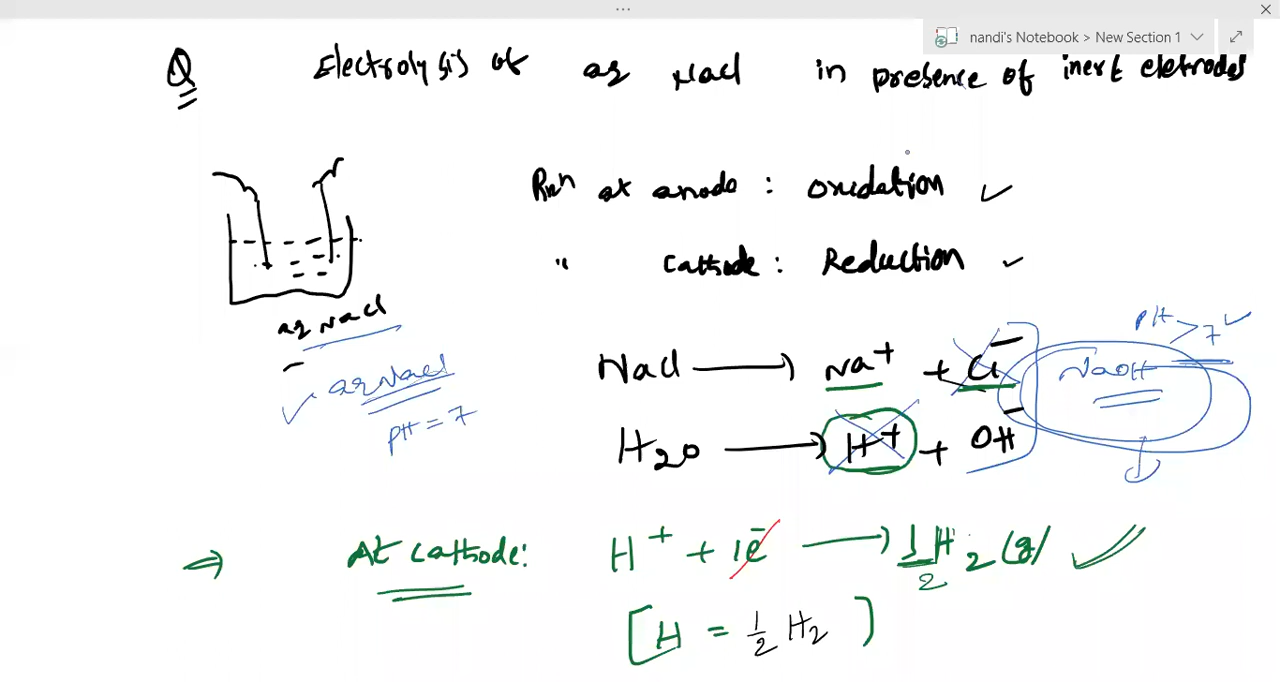 nandi's Notebook > New Section 1
Q Electrolysis of aq NaCl in presence of inert eletrodes
Rxn at anode : Oxidation ✓
" Cathode : Reduction ✓
aq NaCl
✓ aq NaCl
pH = 7
pH > 7 ✓
NaCl → Na+ + Cl- NaOH
H2O → H+ + OH-
⇒ At cathode: H+ + 1e- → 1/2 H2 (g) ✓
[H = 1/2 H2]